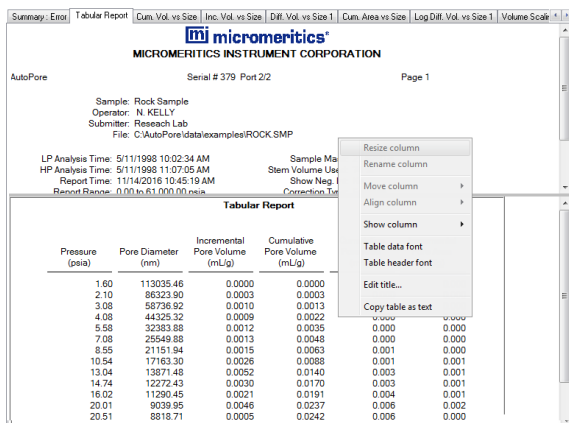 Summary : Error Tabular Report Cum. Vol. vs Size Inc. Vol. vs Size Diff. Vol. vs Size 1 Cum. Area vs Size Log Diff. Vol. vs Size 1 Volume Scalir
micromeritics®
MICROMERITICS INSTRUMENT CORPORATION
AutoPore Serial # 379 Port 2/2 Page 1
Sample: Rock Sample
Operator: N. KELLY
Submitter: Reseach Lab
File: C:\AutoPore\data\examples\ROCK.SMP
LP Analysis Time: 5/11/1998 10:02:34 AM Sample Ma
HP Analysis Time: 5/11/1998 11:07:05 AM Stem Volume Use
Report Time: 11/14/2016 10:45:19 AM Show Neg. I
Report Range: 0.00 to 61,000.00 psia Correction Typ
Resize column
Rename column
Move column
Align column
Show column
Table data font
Table header font
Edit title...
Copy table as text
Tabular Report
Pressure (psia) Pore Diameter (nm) Incremental Pore Volume (mL/g) Cumulative Pore Volume (mL/g)
1.60 113035.46 0.0000 0.0000
2.10 86323.90 0.0003 0.0003
3.08 58736.92 0.0010 0.0013
4.08 44325.32 0.0009 0.0022 0.000 0.000
5.58 32383.88 0.0012 0.0035 0.000 0.000
7.08 25549.88 0.0013 0.0048 0.000 0.000
8.55 21151.94 0.0015 0.0063 0.001 0.000
10.54 17163.30 0.0026 0.0088 0.001 0.001
13.04 13871.48 0.0052 0.0140 0.003 0.001
14.74 12272.43 0.0030 0.0170 0.003 0.001
16.02 11290.45 0.0021 0.0191 0.004 0.001
20.01 9039.95 0.0046 0.0237 0.006 0.002
20.51 8818.71 0.0005 0.0242 0.006 0.000